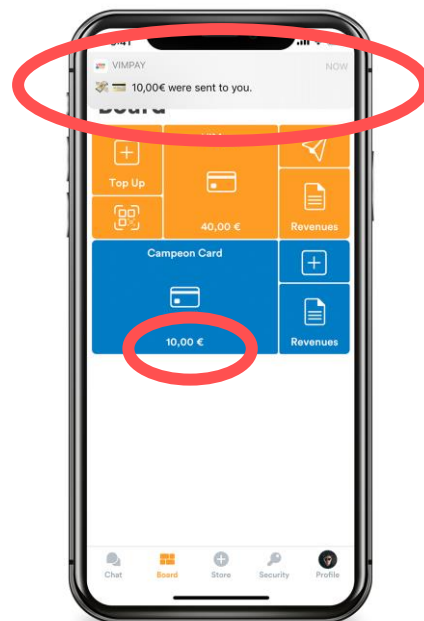 VIMPAY NOW
10,00€ were sent to you.
Board
Top Up
40,00 €
Revenues
Campeon Card
10,00 €
Revenues
Chat Board Store Security Profile